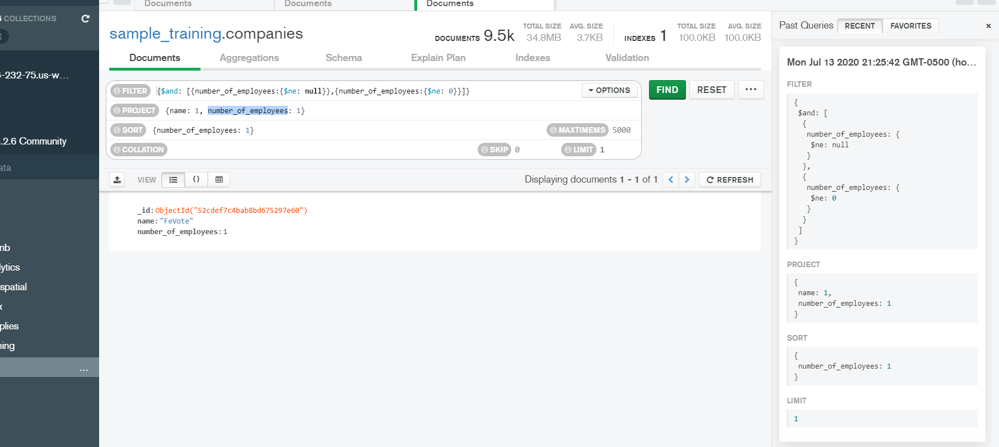 5 COLLECTIONS
E
-232-75.us-w...
.2.6 Community
ata
nb
lytics
spatial
x
plies
ning
...
Documents
Documents
Documents
sample_training.companies
DOCUMENTS 9.5k
TOTAL SIZE
34.8MB
AVG. SIZE
3.7KB
INDEXES 1
TOTAL SIZE
100.0KB
AVG. SIZE
100.0KB
Documents
Aggregations
Schema
Explain Plan
Indexes
Validation
FILTER {$and: [{number_of_employees:{$ne: null}},{number_of_employees:{$ne: 0}}]}
OPTIONS
FIND
RESET
...
PROJECT {name: 1, number_of_employees: 1}
SORT {number_of_employees: 1}
MAXTIMEMS 5000
COLLATION
SKIP 0
LIMIT 1
VIEW
{}
Displaying documents 1 - 1 of 1
REFRESH
_id:ObjectId("52cdef7c4bab8bd675297e60")
name:"FeVote"
number_of_employees:1
Past Queries
RECENT
FAVORITES
×
Mon Jul 13 2020 21:25:42 GMT-0500 (ho...
FILTER
{
$and: [
{
number_of_employees: {
$ne: null
}
},
{
number_of_employees: {
$ne: 0
}
}
]
}
PROJECT
{
name: 1,
number_of_employees: 1
}
SORT
{
number_of_employees: 1
}
LIMIT
1